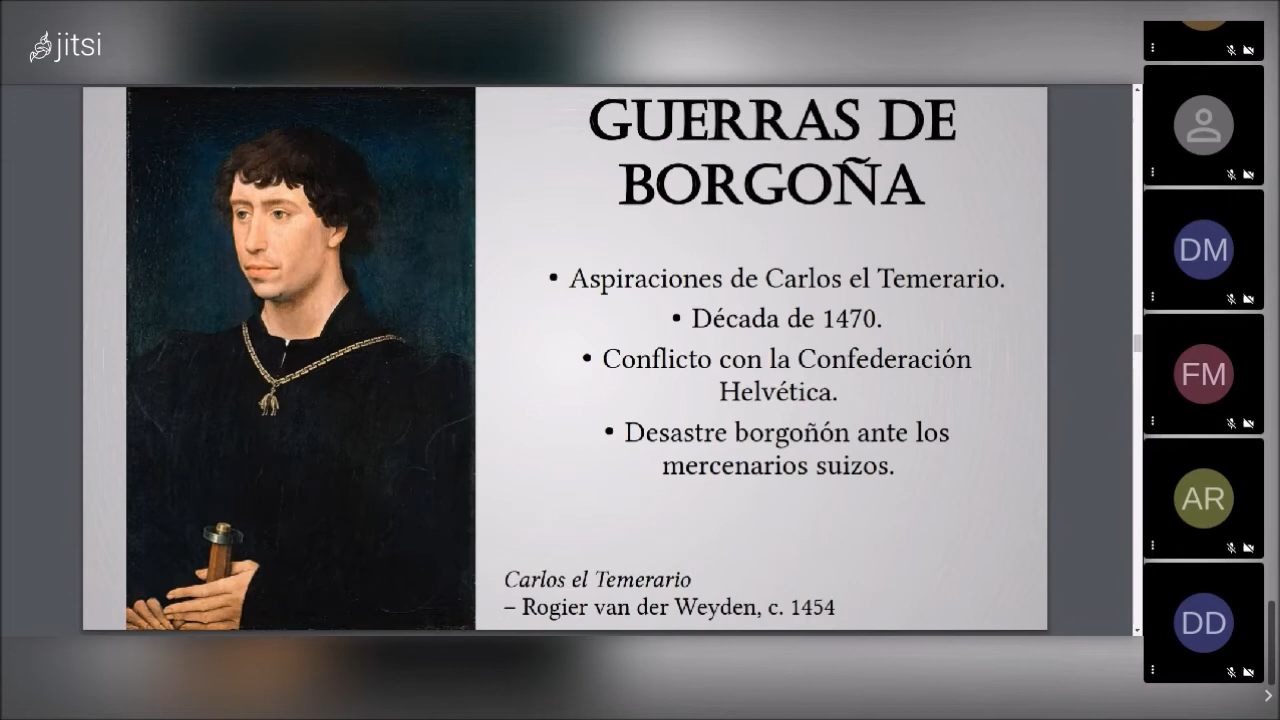 jitsi
GUERRAS DE
BORGOÑA
• Aspiraciones de Carlos el Temerario.
• Década de 1470.
• Conflicto con la Confederación
Helvética.
• Desastre borgoñón ante los
mercenarios suizos.
Carlos el Temerario
– Rogier van der Weyden, c. 1454
DM
FM
AR
DD